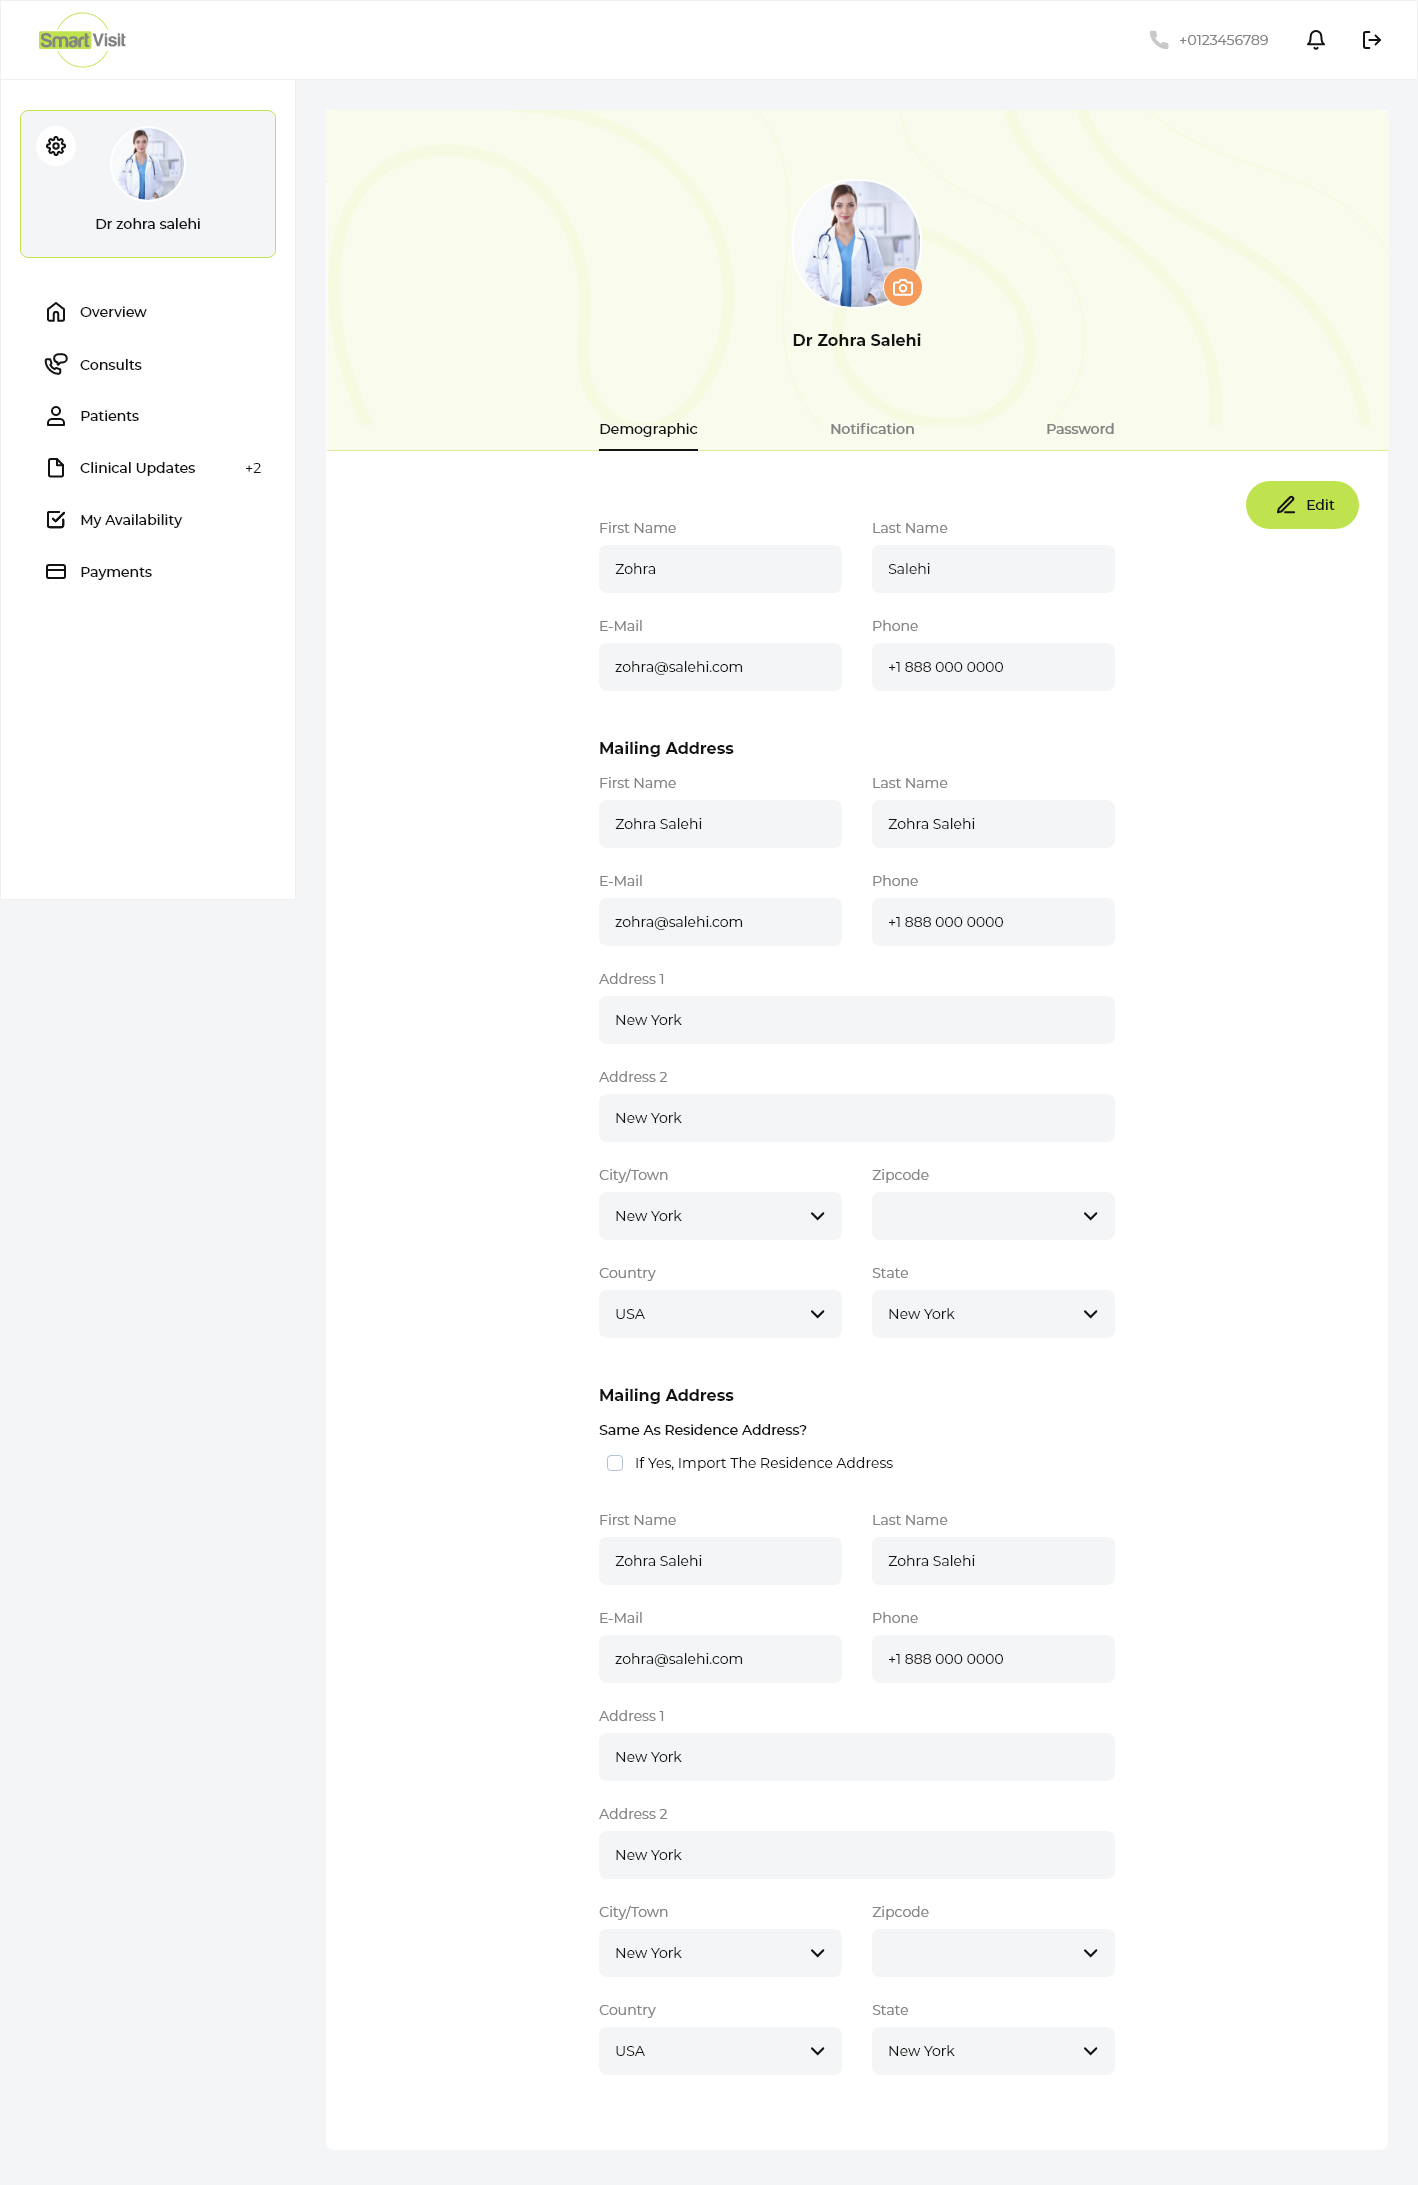 Smart Visit
+0123456789
Dr zohra salehi
Overview
Consults
Patients
Clinical Updates +2
My Availability
Payments
Dr Zohra Salehi
Demographic Notification Password
Edit
First Name Last Name
Zohra Salehi
E-Mail Phone
zohra@salehi.com +1 888 000 0000
Mailing Address
First Name Last Name
Zohra Salehi Zohra Salehi
E-Mail Phone
zohra@salehi.com +1 888 000 0000
Address 1
New York
Address 2
New York
City/Town Zipcode
New York
Country State
USA New York
Mailing Address
Same As Residence Address?
If Yes, Import The Residence Address
First Name Last Name
Zohra Salehi Zohra Salehi
E-Mail Phone
zohra@salehi.com +1 888 000 0000
Address 1
New York
Address 2
New York
City/Town Zipcode
New York
Country State
USA New York